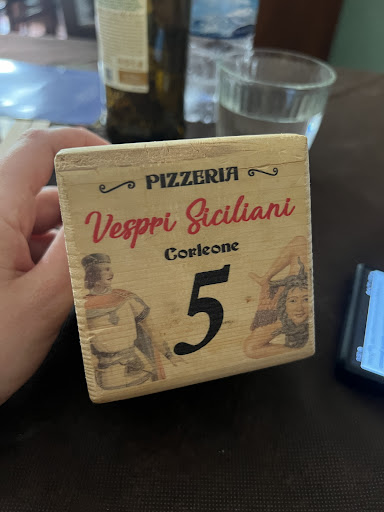 PIZZERIA
Vespri Siciliani
Corleone
5